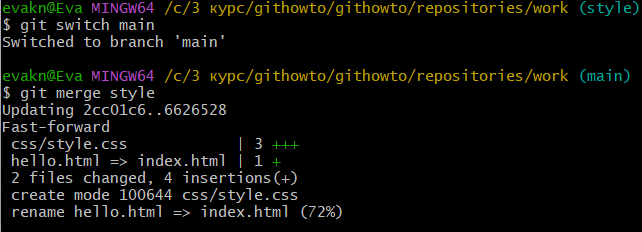 evakn@Eva MINGW64 /c/3 курс/githowto/githowto/repositories/work (style)
$ git switch main
Switched to branch 'main'
evakn@Eva MINGW64 /c/3 курс/githowto/githowto/repositories/work (main)
$ git merge style
Updating 2cc01c6..6626528
Fast-forward
 css/style.css            | 3 +++
 hello.html => index.html | 1 +
 2 files changed, 4 insertions(+)
 create mode 100644 css/style.css
 rename hello.html => index.html (72%)